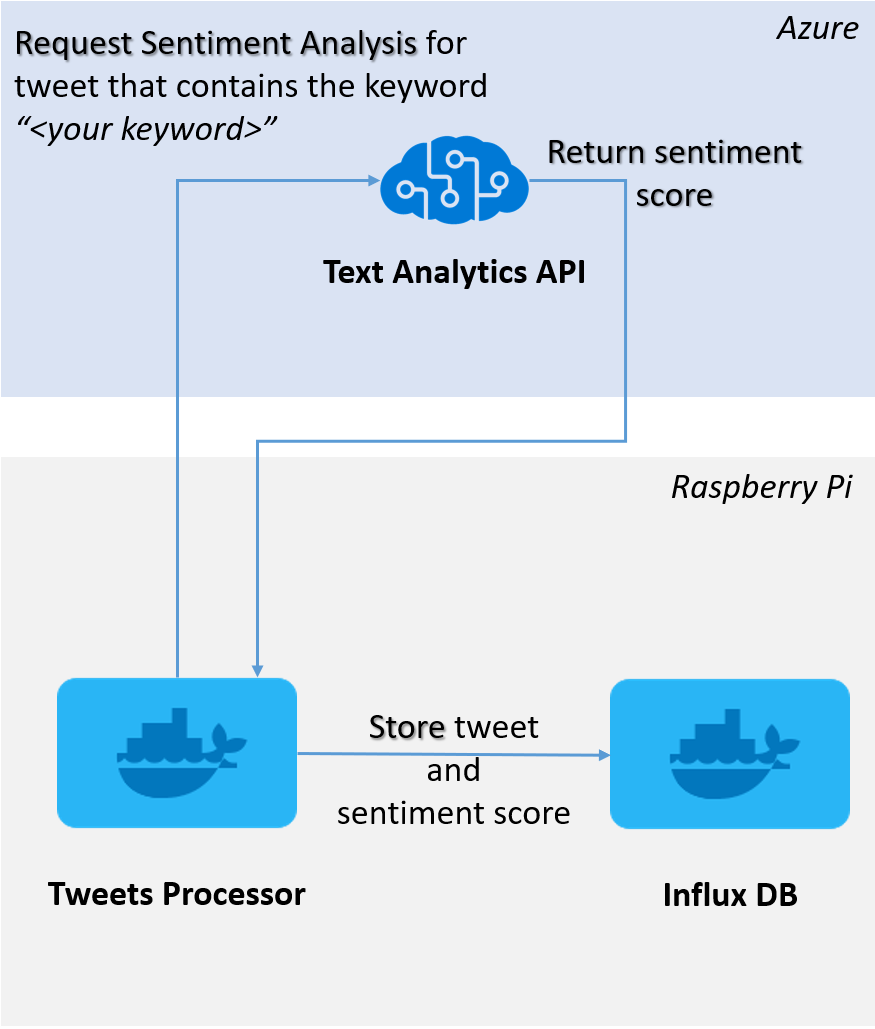 Azure
Request Sentiment Analysis for
tweet that contains the keyword
“<your keyword>”
Return sentiment
score
Text Analytics API
Raspberry Pi
Store tweet
and
sentiment score
Tweets Processor
Influx DB